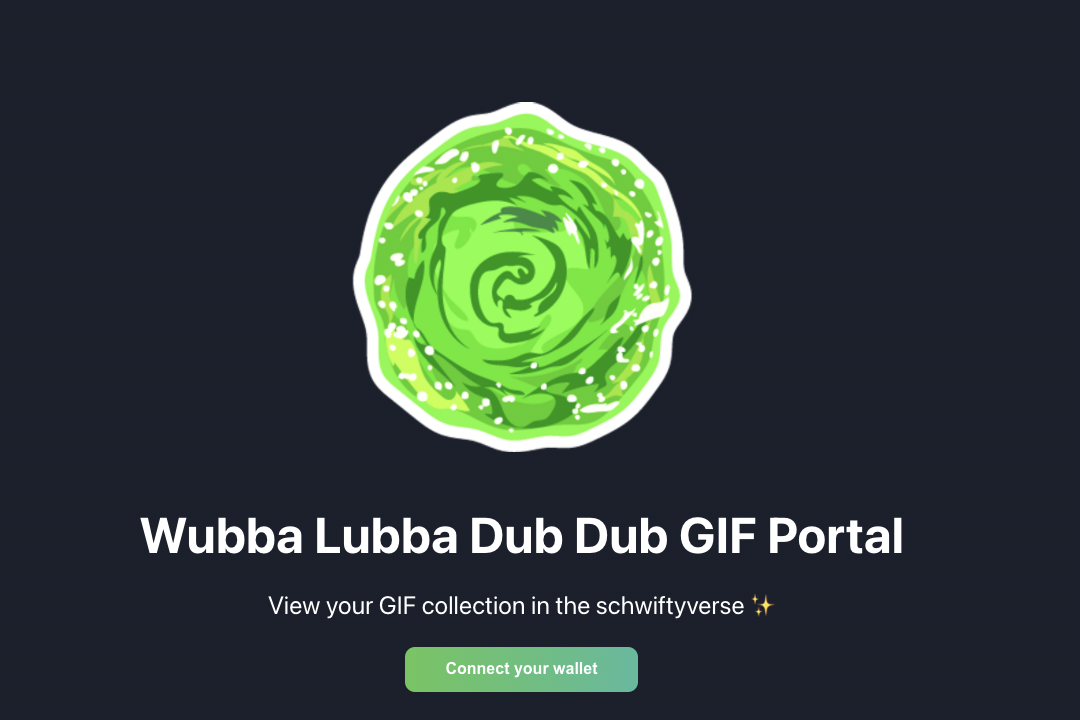 Wubba Lubba Dub Dub GIF Portal
View your GIF collection in the schwiftyverse ✨
Connect your wallet